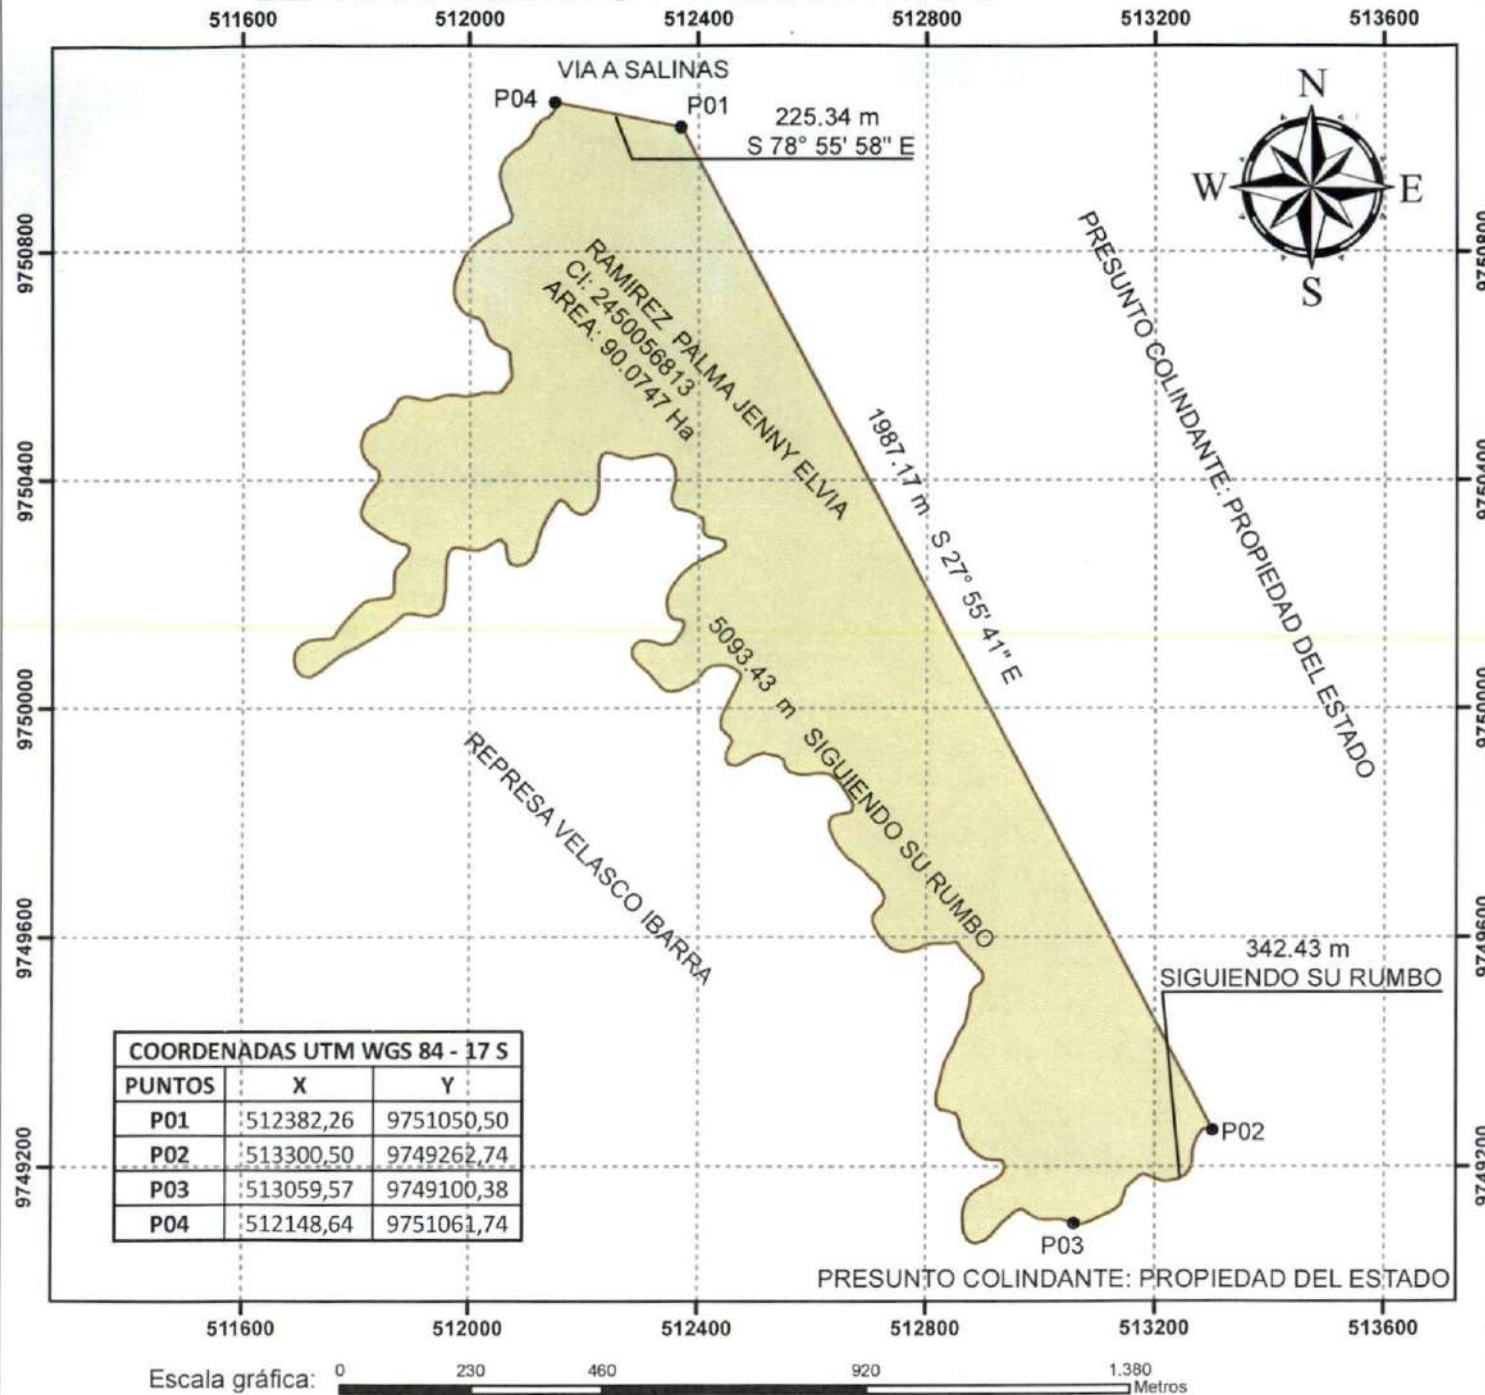 511600 512000 512400 512800 513200 513600
VIA A SALINAS
P04
P01
225.34 m
S 78° 55' 58" E
N
W E
S
9750800
9750800
RAMIREZ PALMA JENNY ELVIA
CI: 2450056813
AREA: 90.0747 Ha
PRESUNTO COLINDANTE: PROPIEDAD DEL ESTADO
1987.17 m S 27° 55' 41" E
9750400
9750400
5093.43 m SIGUIENDO SU RUMBO
9750000
9750000
REPRESA VELASCO IBARRA
9749600
9749600
342.43 m
SIGUIENDO SU RUMBO
COORDENADAS UTM WGS 84 - 17 S
PUNTOS X Y
P01 512382,26 9751050,50
P02 513300,50 9749262,74
P03 513059,57 9749100,38
P04 512148,64 9751061,74
P02
9749200
9749200
P03
PRESUNTO COLINDANTE: PROPIEDAD DEL ESTADO
511600 512000 512400 512800 513200 513600
Escala gráfica: 0 230 460 920 1.380
Metros